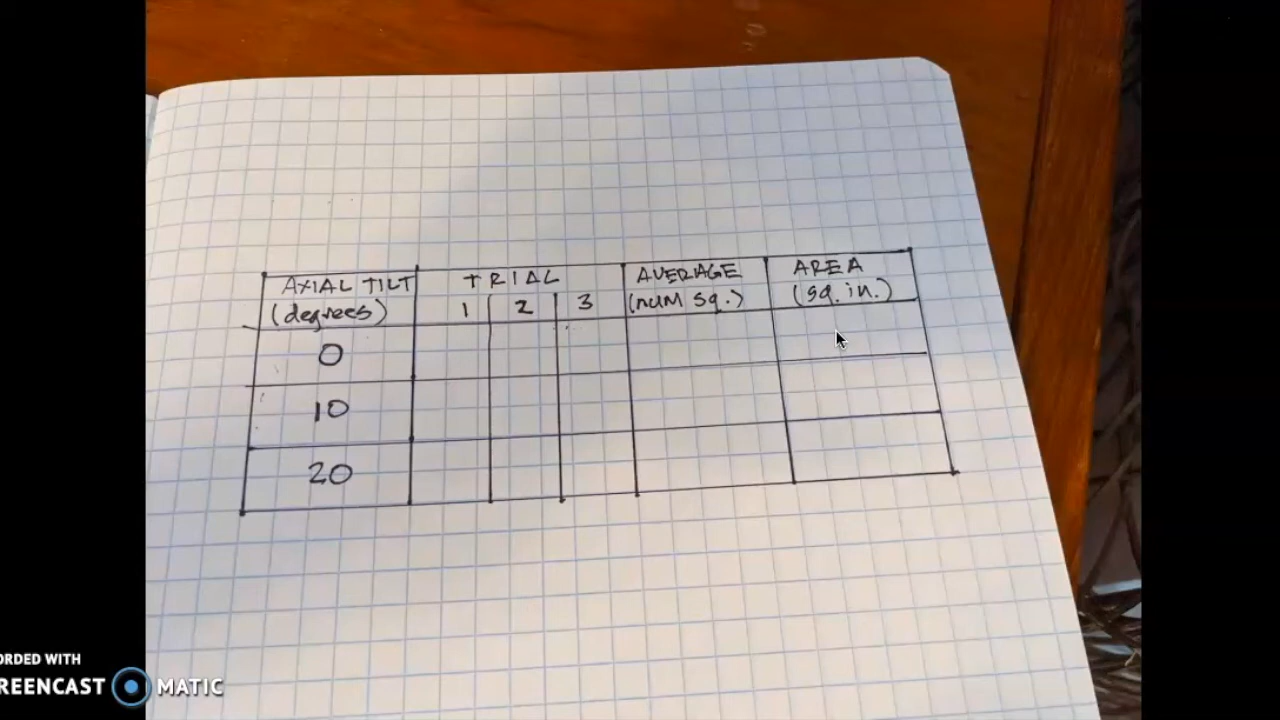 AXIAL TILT
(degrees)
TRIAL
1 2 3
AVERAGE
(num sq.)
AREA
(sq. in.)
0
10
20
ORDED WITH
REENCAST MATIC